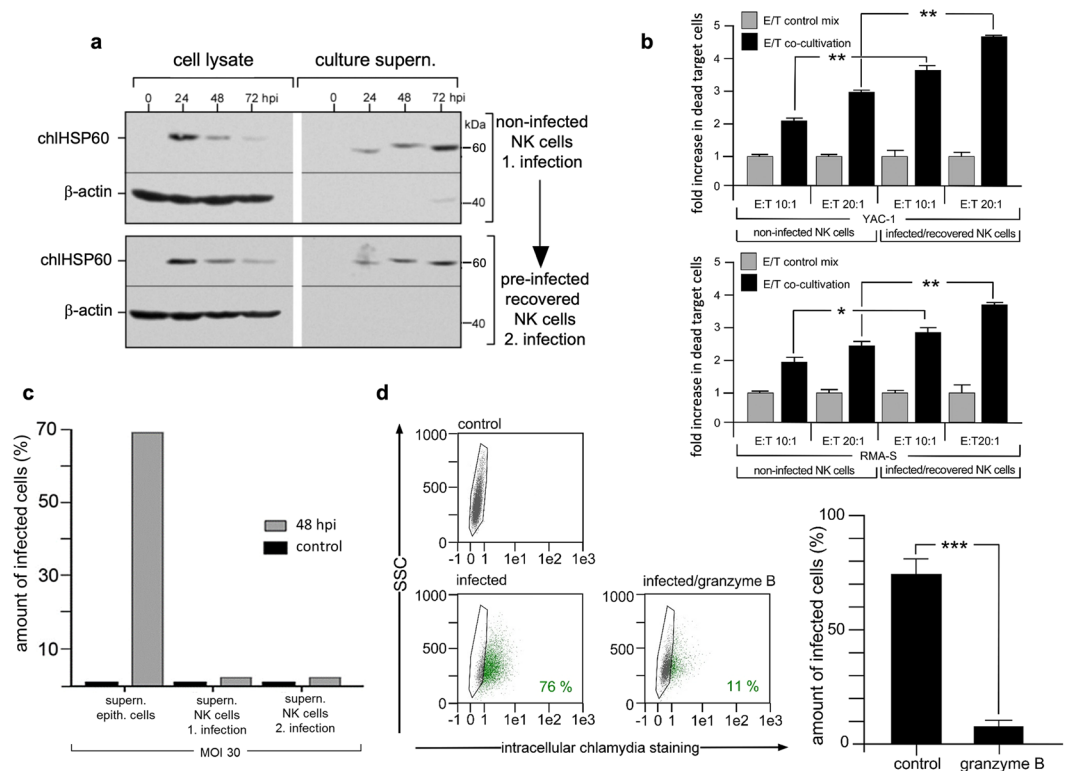 a
cell lysate culture supern.
0 24 48 72 hpi 0 24 48 72 hpi
kDa
chlHSP60
60
β-actin
40
non-infected
NK cells
1. infection
chlHSP60
60
β-actin
40
pre-infected
recovered
NK cells
2. infection
b
fold increase in dead target cells
5
4
3
2
1
0
E/T control mix
E/T co-cultivation
**
**
E:T 10:1 E:T 20:1 E:T 10:1 E:T 20:1
YAC-1
non-infected NK cells infected/recovered NK cells
fold increase in dead target cells
5
4
3
2
1
0
E/T control mix
E/T co-cultivation
**
*
E:T 10:1 E:T 20:1 E:T 10:1 E:T20:1
RMA-S
non-infected NK cells infected/recovered NK cells
c
amount of infected cells (%)
70
50
30
10
48 hpi
control
supern.
epith. cells
supern.
NK cells
1. infection
supern.
NK cells
2. infection
MOI 30
d
SSC
control
1000
500
0
-1 0 1 1e1 1e2 1e3
infected
1000
500
0
76 %
-1 0 1 1e1 1e2 1e3
infected/granzyme B
1000
500
0
11 %
-1 0 1 1e1 1e2 1e3
intracellular chlamydia staining
amount of infected cells (%)
100
50
0
***
control granzyme B